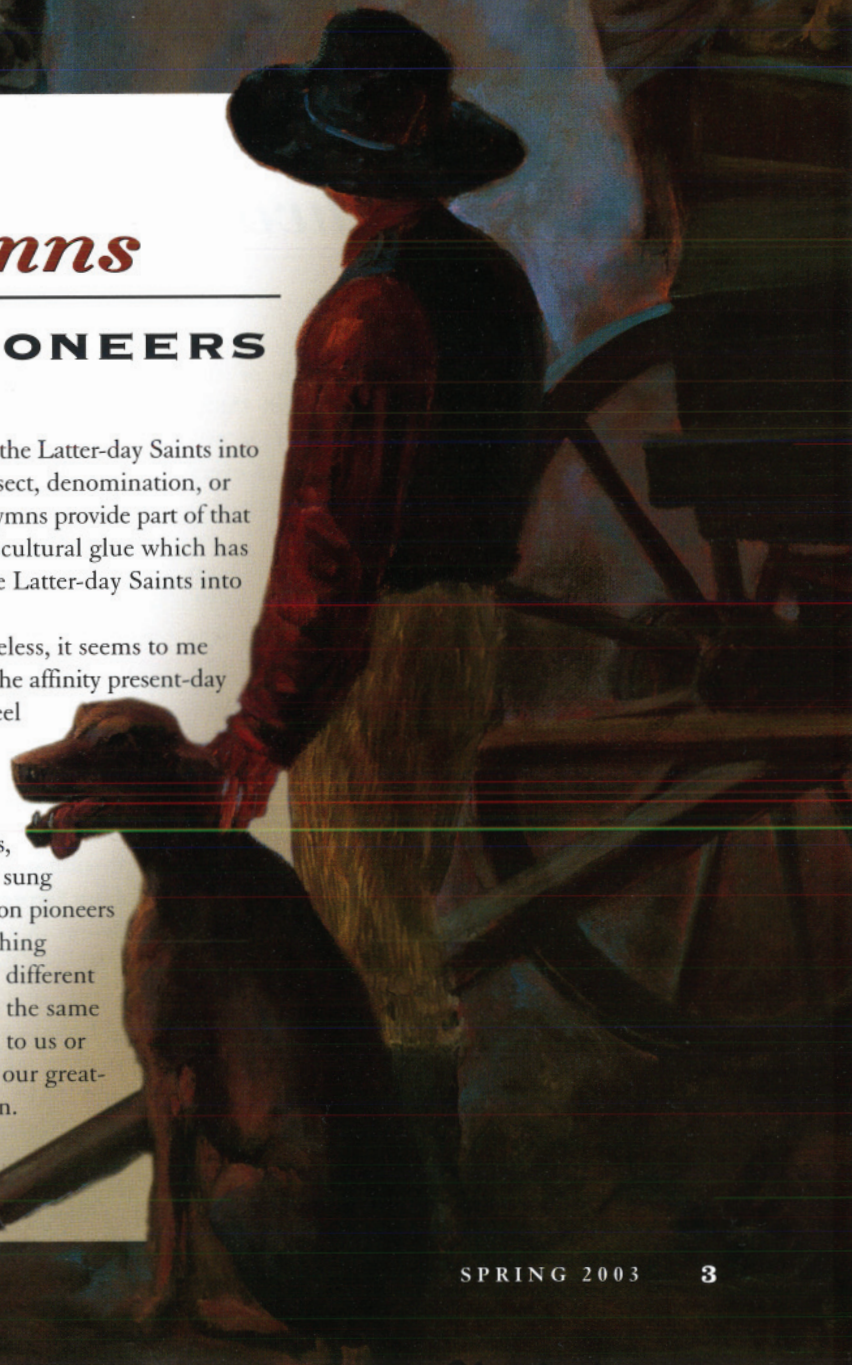 nns
ONEERS
the Latter-day Saints into
sect, denomination, or
ymns provide part of that
cultural glue which has
e Latter-day Saints into
eless, it seems to me
he affinity present-day
eel
s,
sung
on pioneers
hing
different
the same
to us or
our great-
n.
SPRING 2003 3